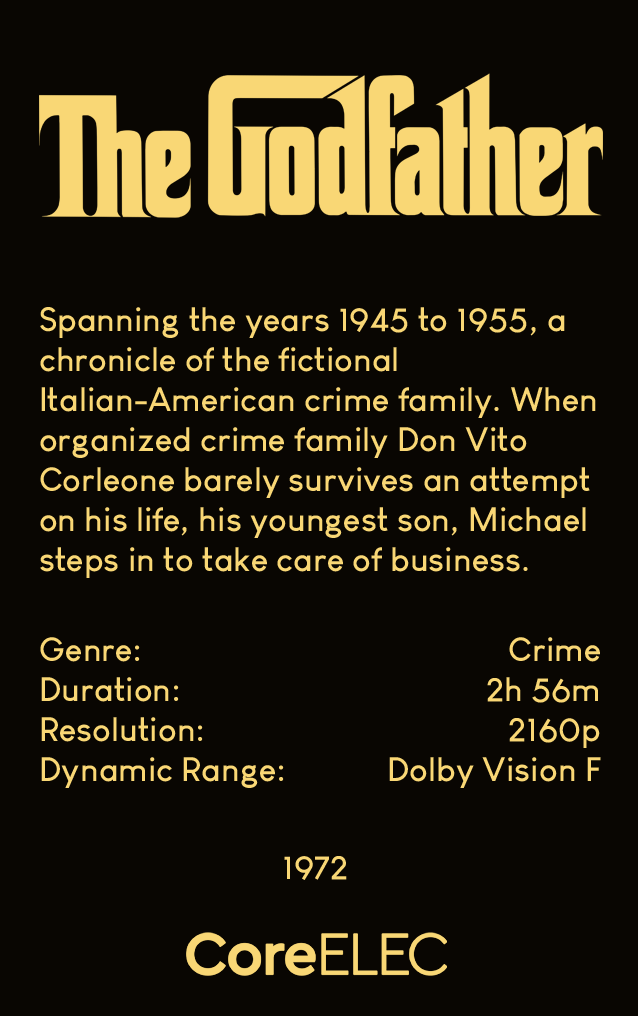 The Godfather
Spanning the years 1945 to 1955, a
chronicle of the fictional
Italian-American crime family. When
organized crime family Don Vito
Corleone barely survives an attempt
on his life, his youngest son, Michael
steps in to take care of business.
Genre: Crime
Duration: 2h 56m
Resolution: 2160p
Dynamic Range: Dolby Vision F
1972
CoreELEC